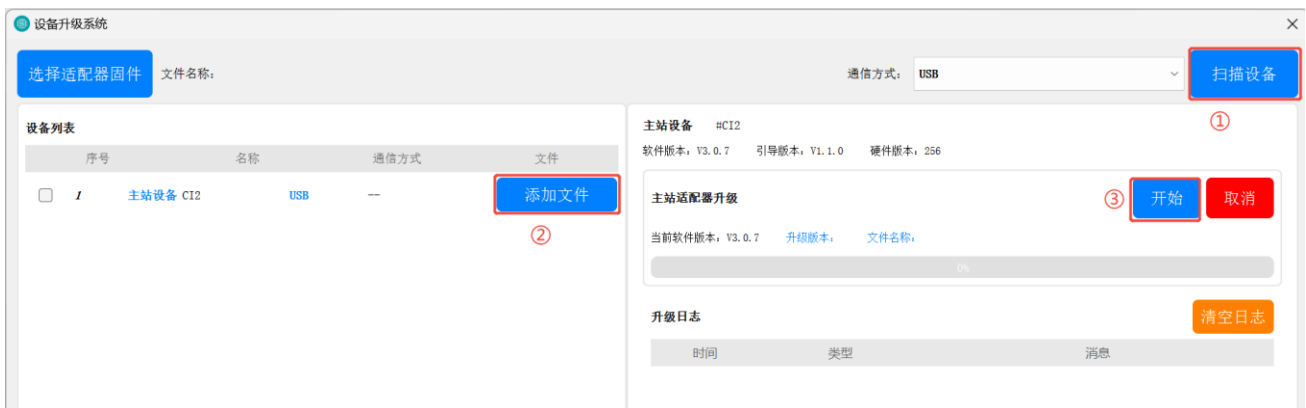 设备升级系统
选择适配器固件 文件名称： 通信方式： USB 扫描设备
①
设备列表
序号 名称 通信方式 文件
1 主站设备 CI2 USB -- 添加文件
②
主站设备 #CI2
软件版本：V3.0.7 引导版本：V1.1.0 硬件版本：256
主站适配器升级 ③ 开始 取消
当前软件版本：V3.0.7 升级版本： 文件名称：
0%
升级日志 清空日志
时间 类型 消息